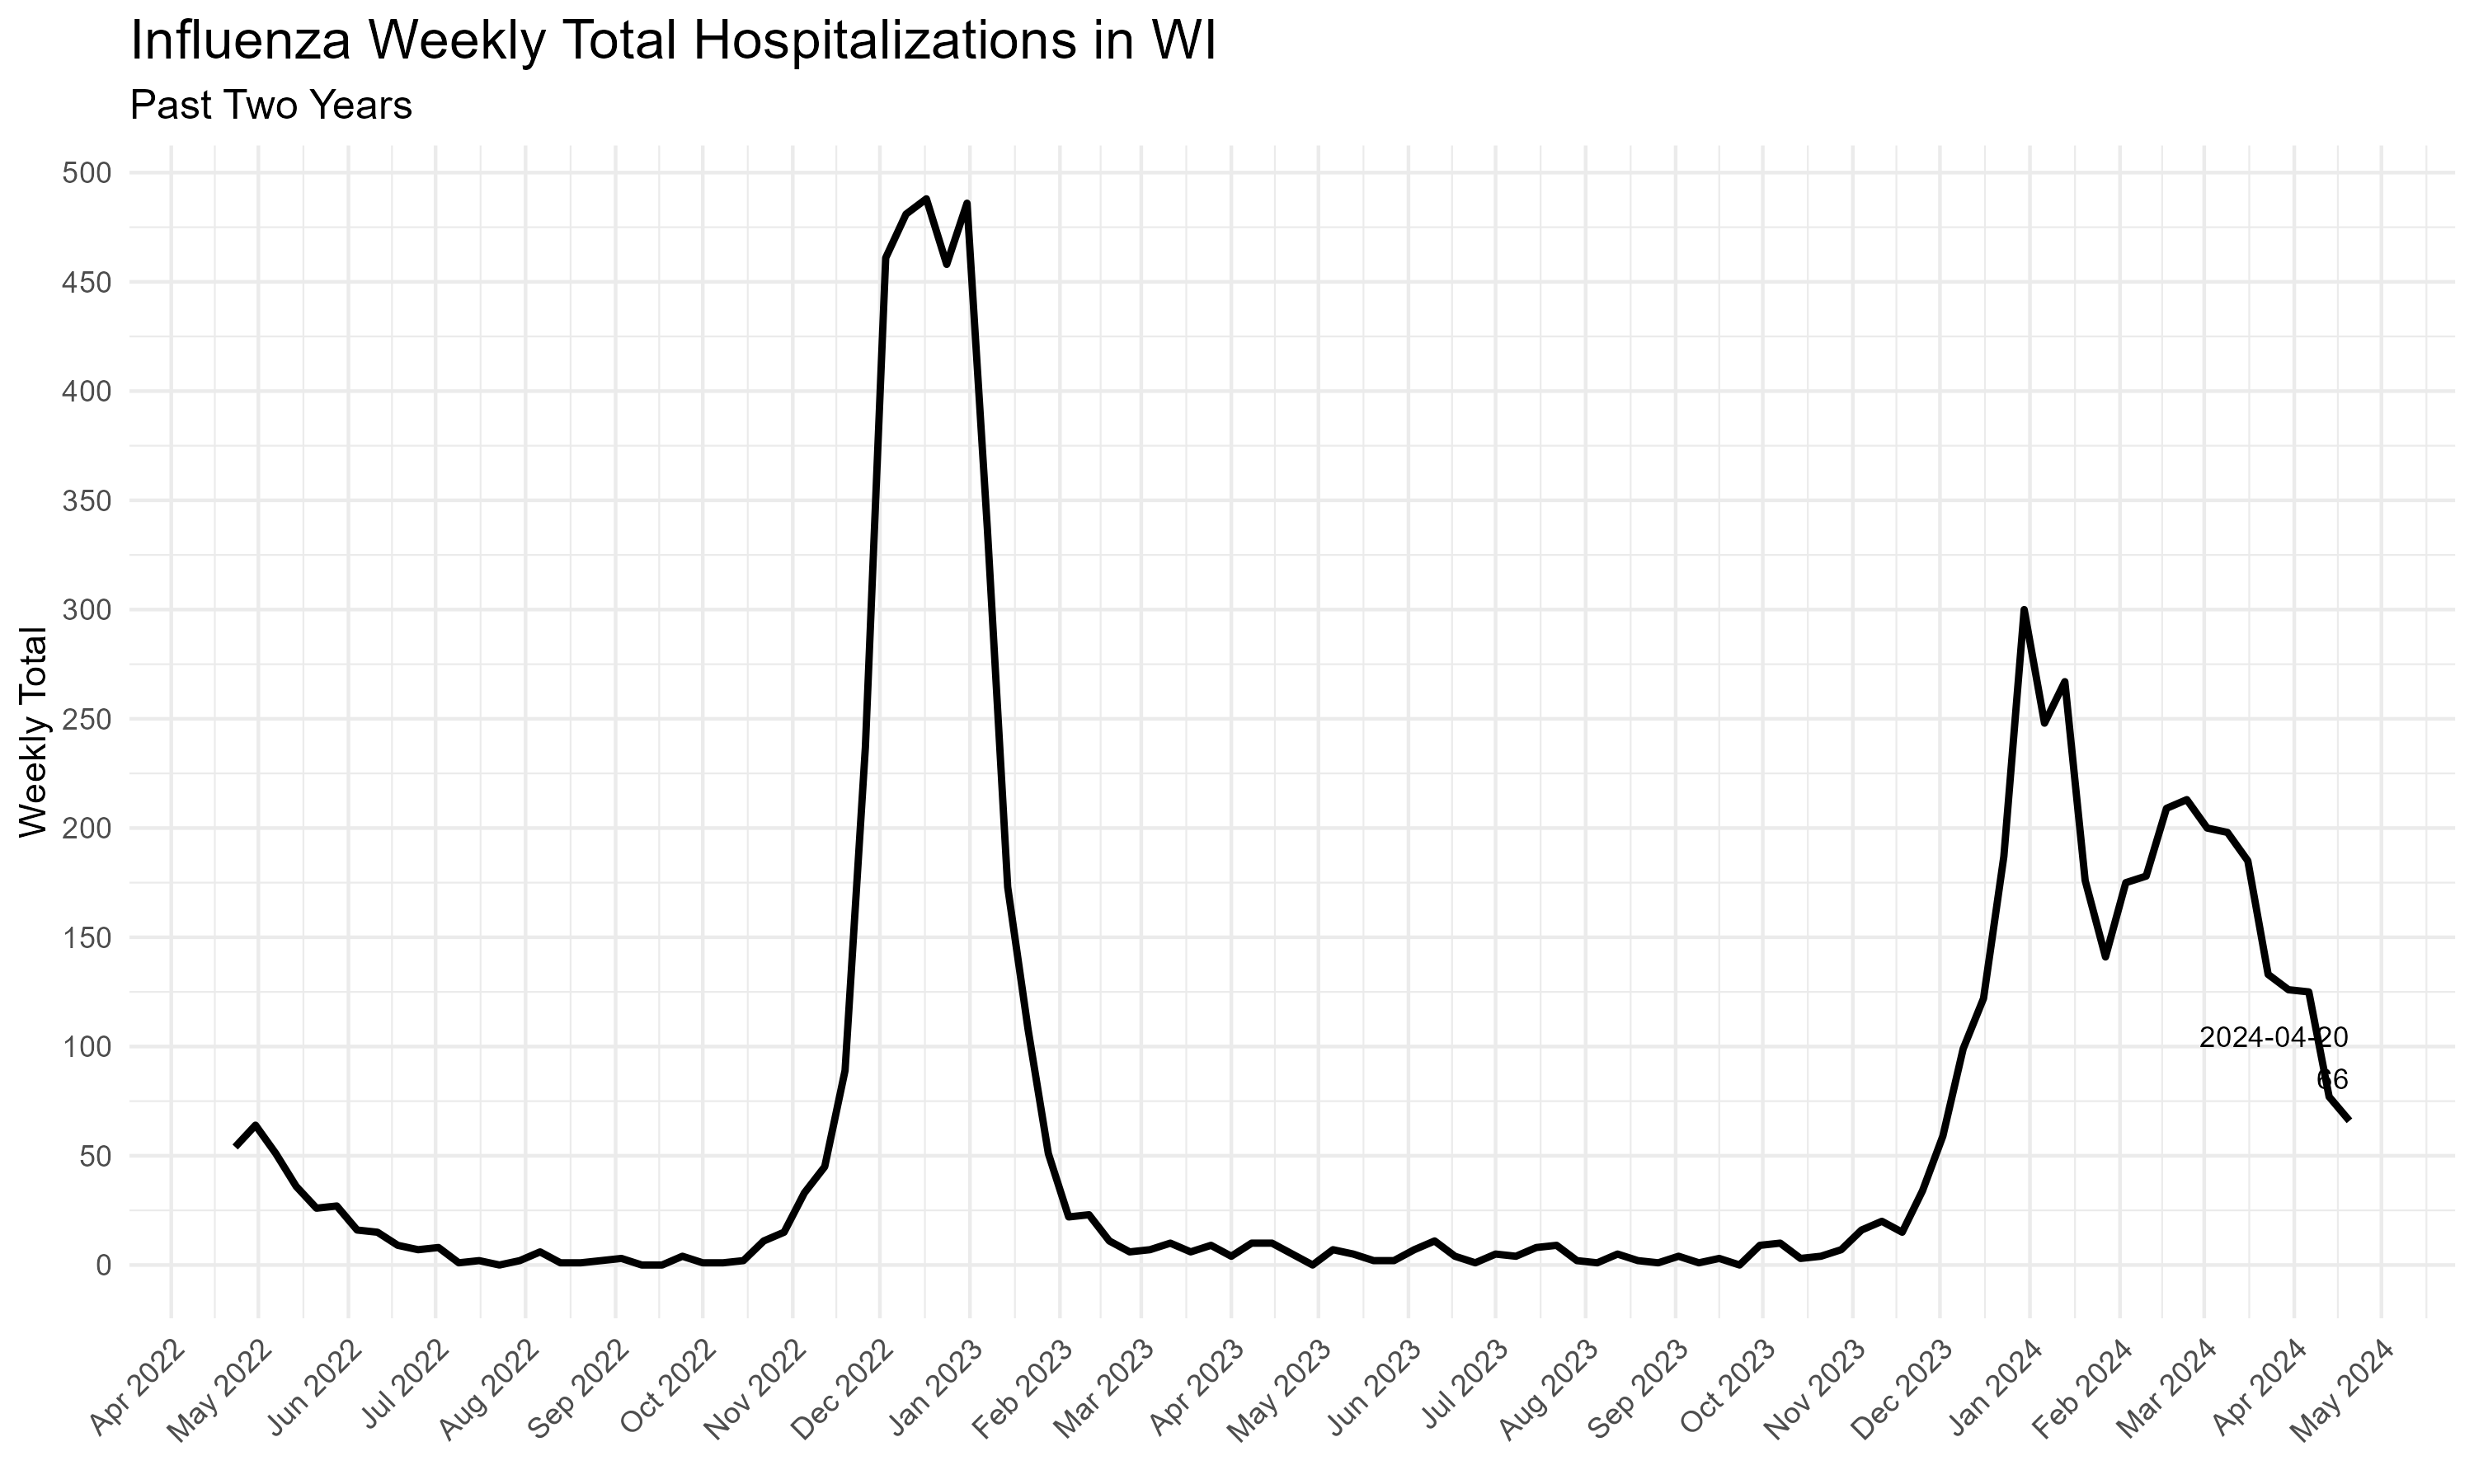 Influenza Weekly Total Hospitalizations in WI
Past Two Years
Weekly Total
500
450
400
350
300
250
200
150
100
50
0
2024-04-20
66
Apr 2022
May 2022
Jun 2022
Jul 2022
Aug 2022
Sep 2022
Oct 2022
Nov 2022
Dec 2022
Jan 2023
Feb 2023
Mar 2023
Apr 2023
May 2023
Jun 2023
Jul 2023
Aug 2023
Sep 2023
Oct 2023
Nov 2023
Dec 2023
Jan 2024
Feb 2024
Mar 2024
Apr 2024
May 2024